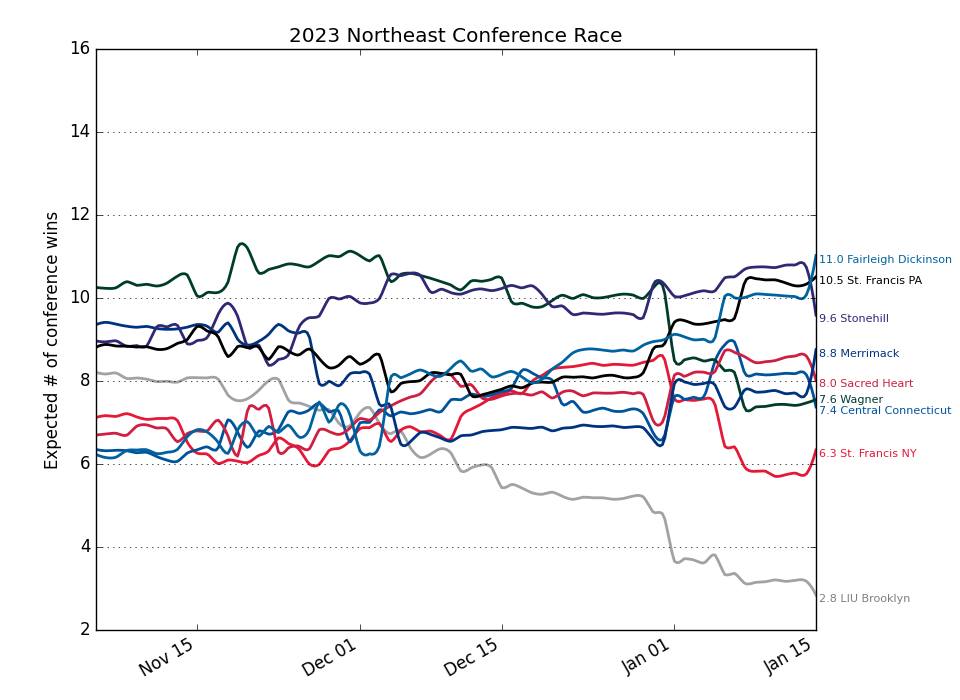 2023 Northeast Conference Race
Expected # of conference wins
16
14
12
10
8
6
4
2
11.0 Fairleigh Dickinson
10.5 St. Francis PA
9.6 Stonehill
8.8 Merrimack
8.0 Sacred Heart
7.6 Wagner
7.4 Central Connecticut
6.3 St. Francis NY
2.8 LIU Brooklyn
Nov 15
Dec 01
Dec 15
Jan 01
Jan 15